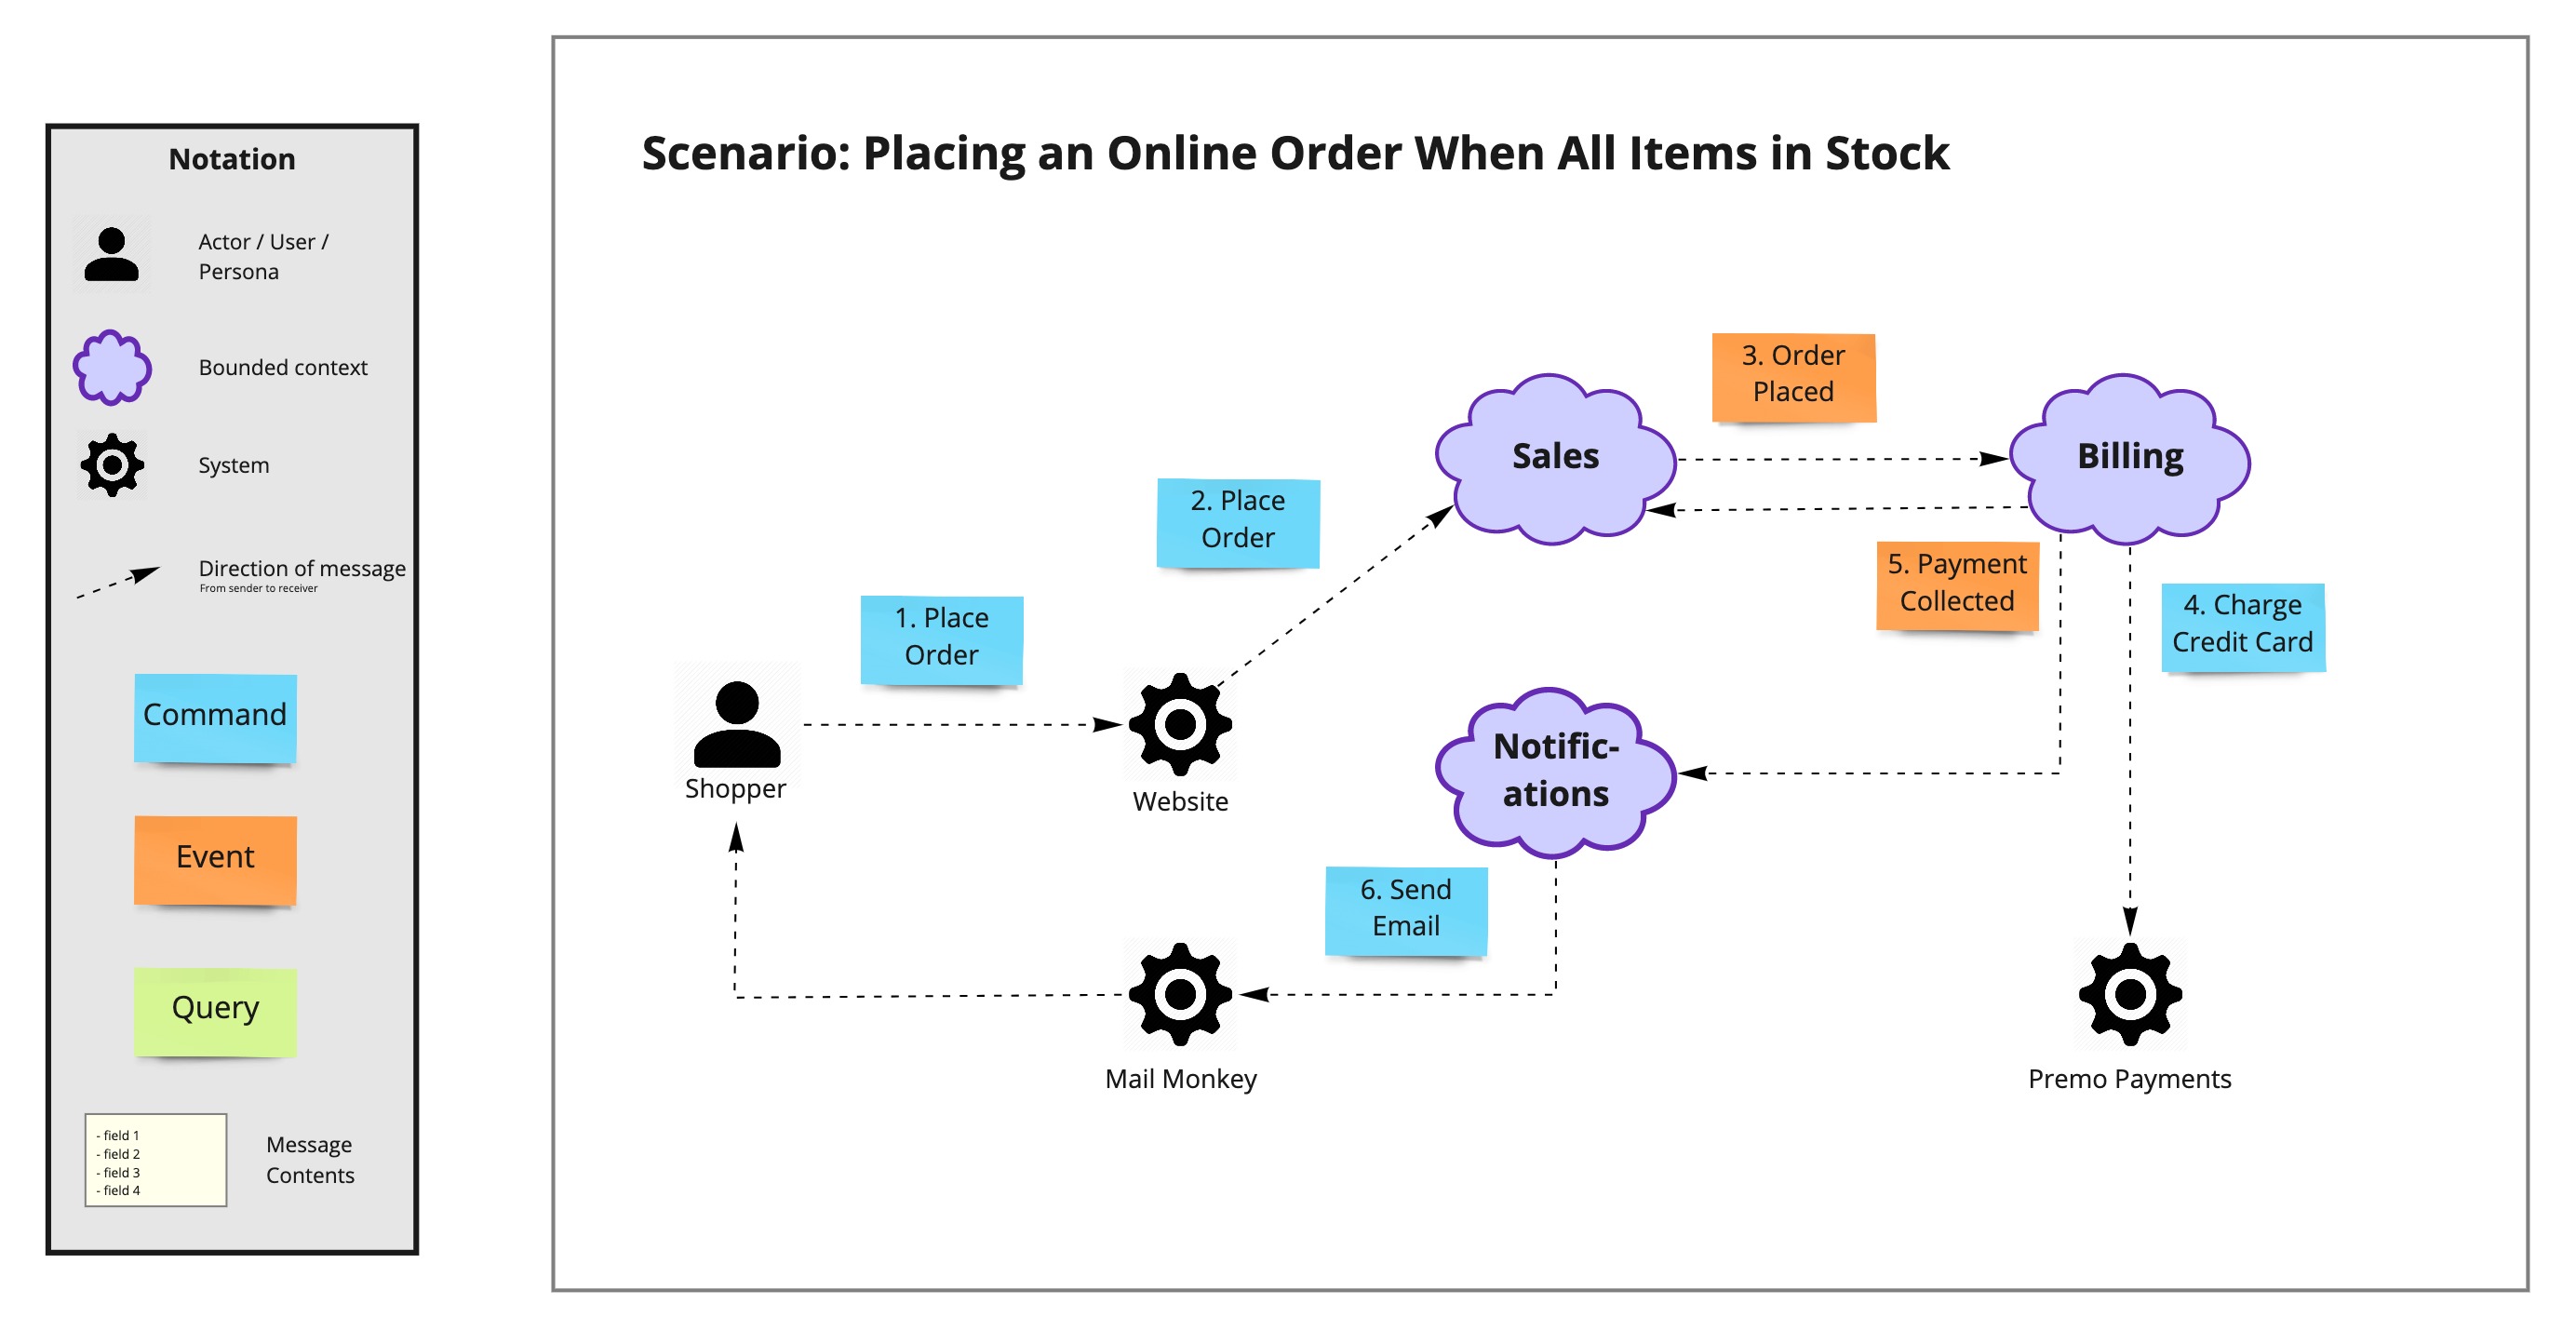 Notation
Actor / User /
Persona
Bounded context
System
Direction of message
From sender to receiver
Command
Event
Query
- field 1
- field 2
- field 3
- field 4
Message
Contents
Scenario: Placing an Online Order When All Items in Stock
3. Order
Placed
Sales
Billing
2. Place
Order
5. Payment
Collected
4. Charge
Credit Card
1. Place
Order
Shopper
Website
Notific-
ations
6. Send
Email
Mail Monkey
Premo Payments